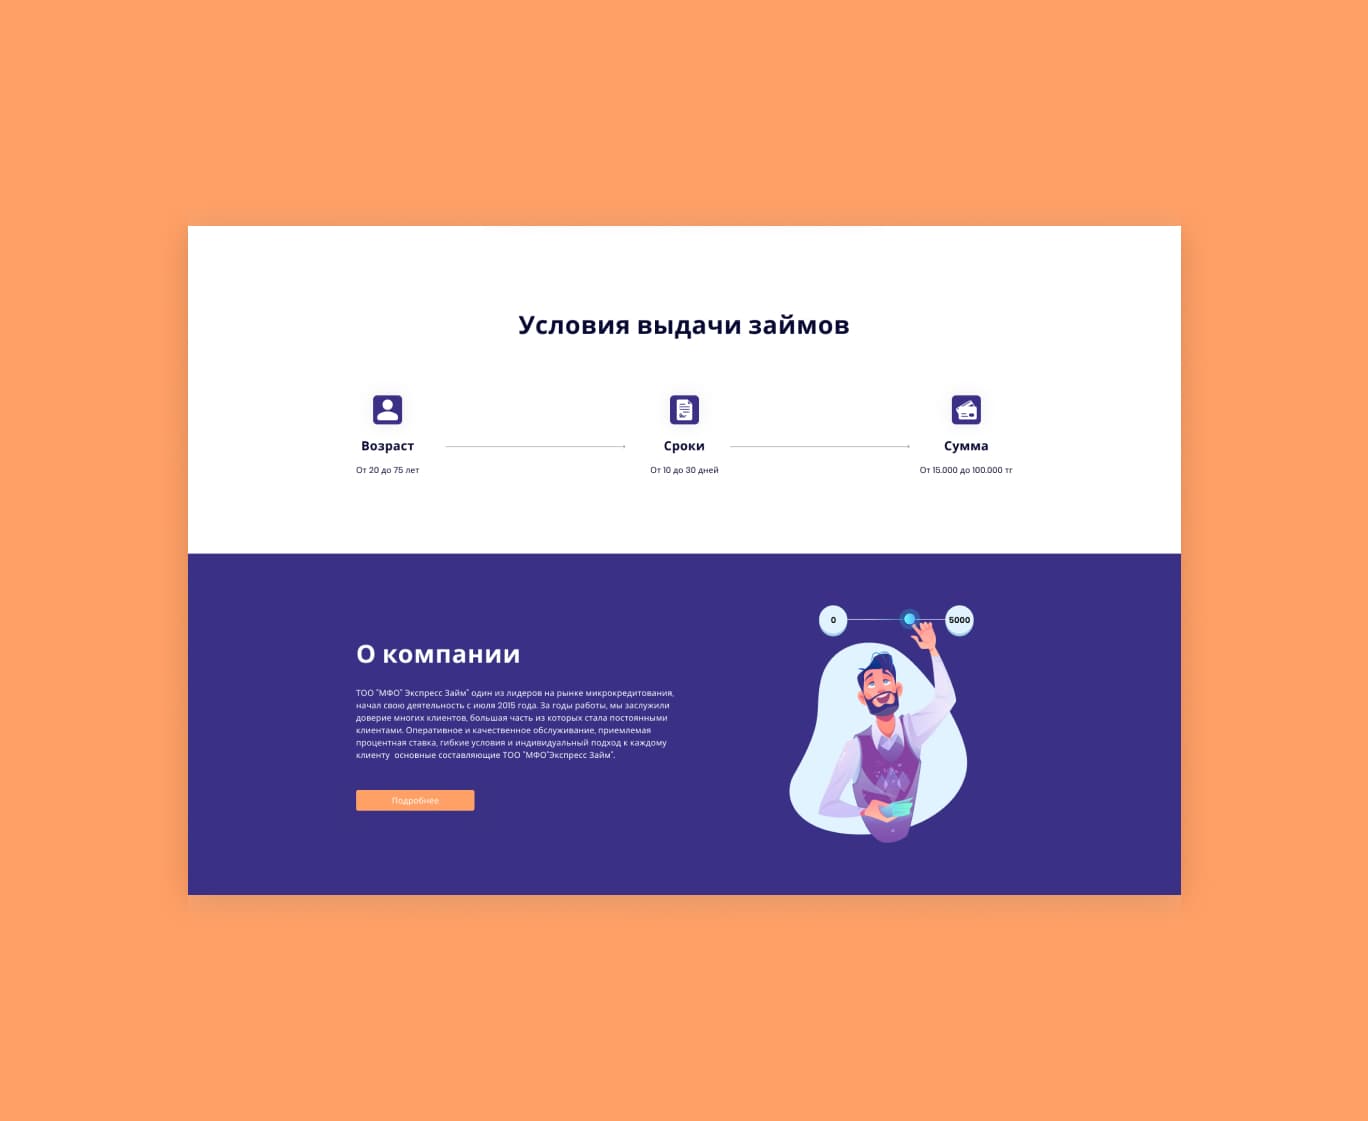 Условия выдачи займов
Возраст
Сроки
Сумма
От 20 до 75 лет
От 10 до 30 дней
От 15.000 до 100.000 тг
0
5000
О компании
ТОО "МФО" Экспресс Займ" один из лидеров на рынке микрокредитования,
начал свою деятельность с июля 2015 года. За годы работы, мы заслужили
доверие многих клиентов, большая часть из которых стала постоянными
клиентами. Оперативное и качественное обслуживание, приемлемая
процентная ставка, гибкие условия и индивидуальный подход к каждому
клиенту основные составляющие ТОО "МФО"Экспресс Займ".
Подробнее